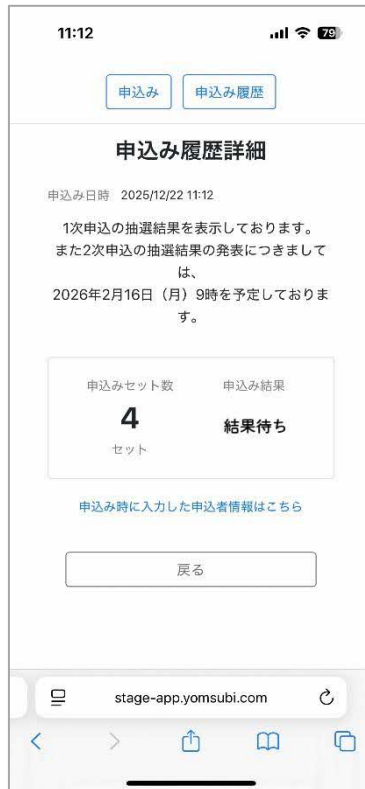 11:12
79
申込み 申込み履歴
申込み履歴詳細
申込み日時 2025/12/22 11:12
1次申込の抽選結果を表示しております。
また2次申込の抽選結果の発表につきまして
は、
2026年2月16日（月）9時を予定しておりま
す。
申込みセット数 申込み結果
4 結果待ち
セット
申込み時に入力した申込者情報はこちら
戻る
stage-app.yomsubi.com